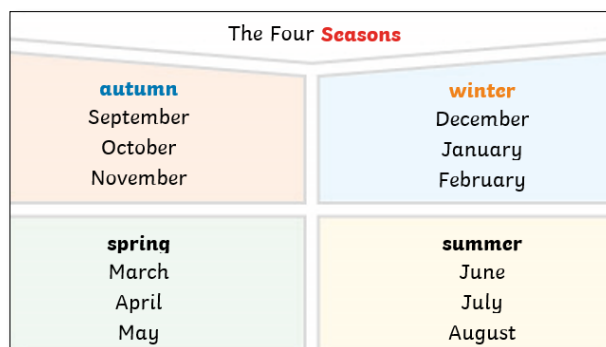 The Four Seasons
autumn
September
October
November
winter
December
January
February
spring
March
April
May
summer
June
July
August